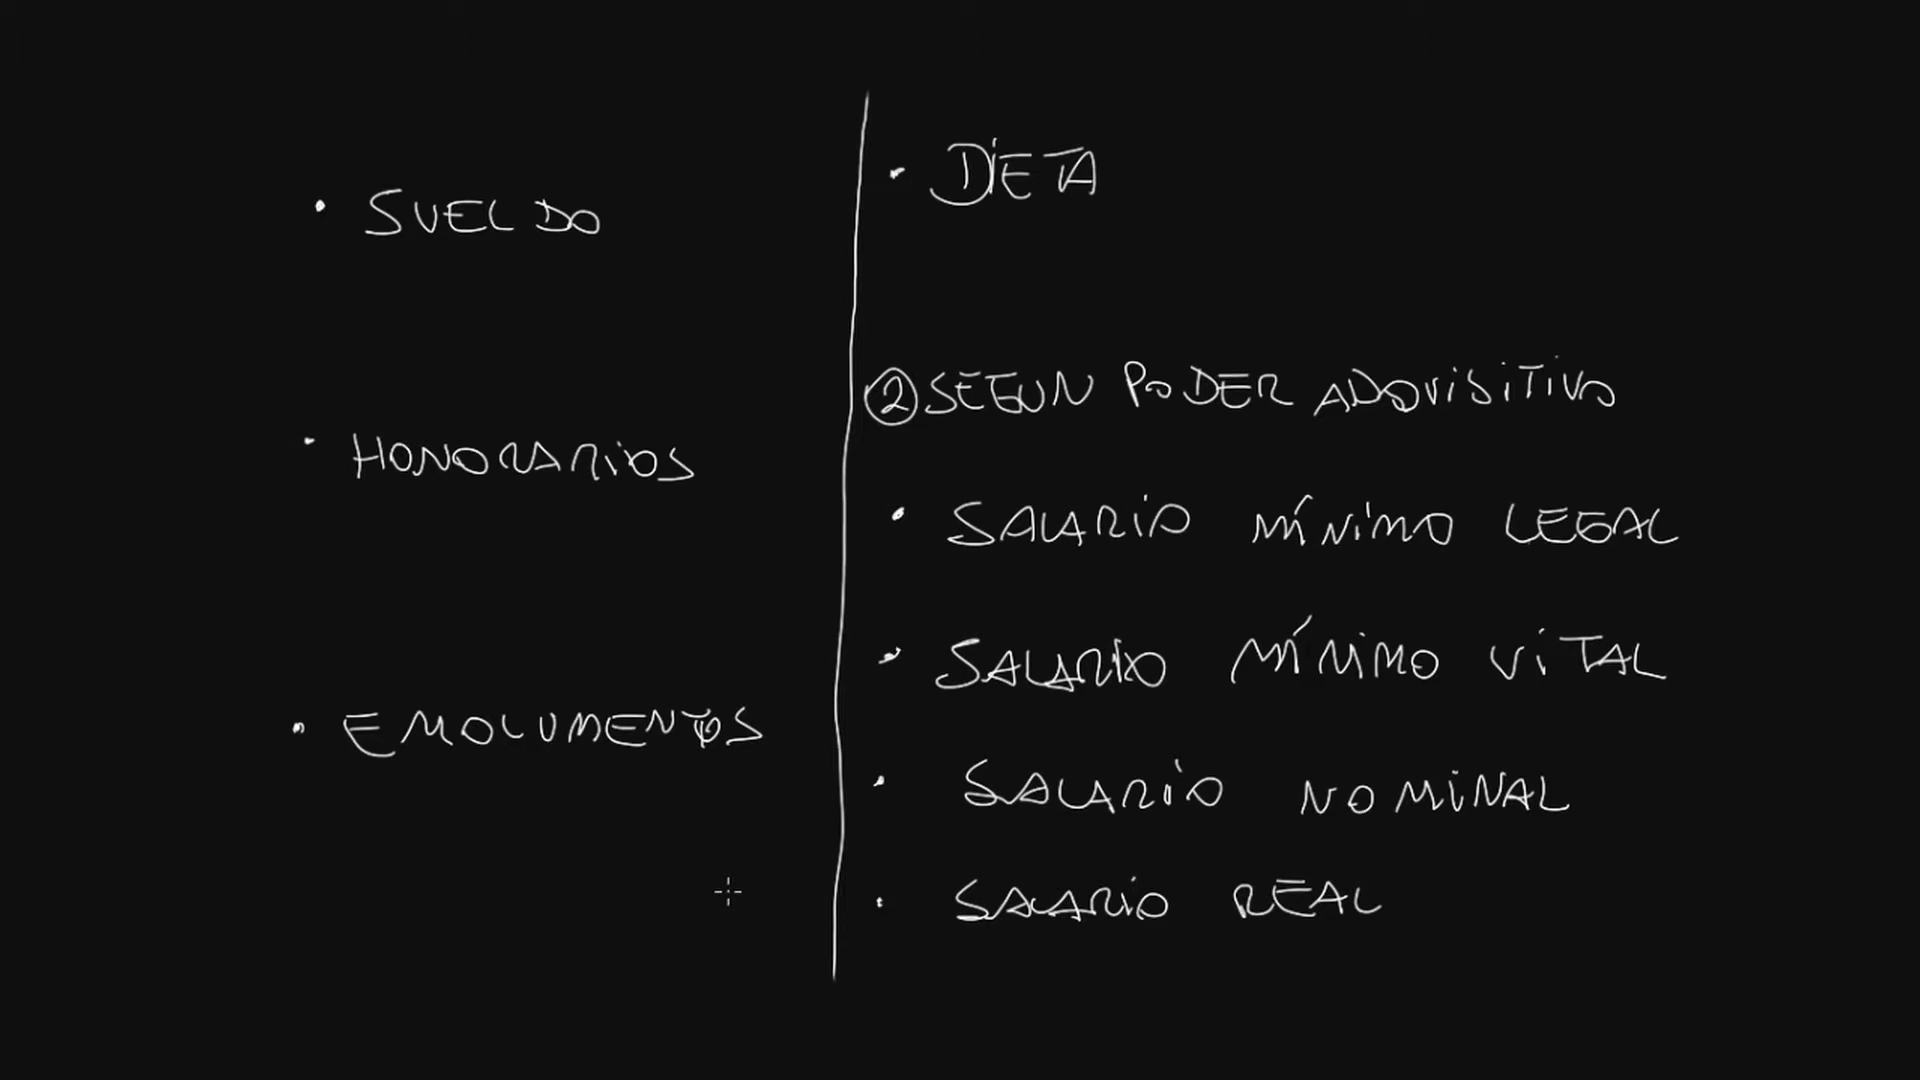 • SUELDO
• HONORARIOS
• EMOLUMENTOS
• DIETA
② SEGUN PODER ADQUISITIVO
• SALARIO MÍNIMO LEGAL
• SALARIO MÍNIMO VITAL
• SALARIO NOMINAL
• SALARIO REAL